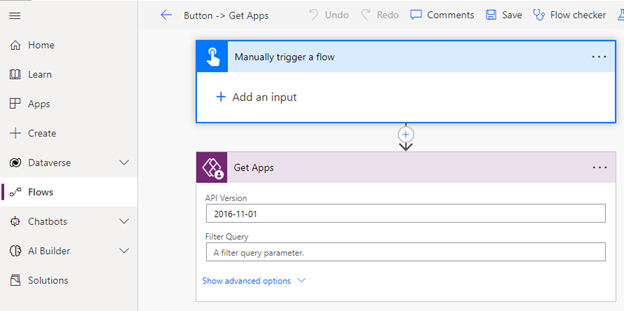 Button -> Get Apps
Undo
Redo
Comments
Save
Flow checker
Home
Learn
Apps
Create
Dataverse
Flows
Chatbots
AI Builder
Solutions
Manually trigger a flow
Add an input
Get Apps
API Version
2016-11-01
Filter Query
A filter query parameter.
Show advanced options